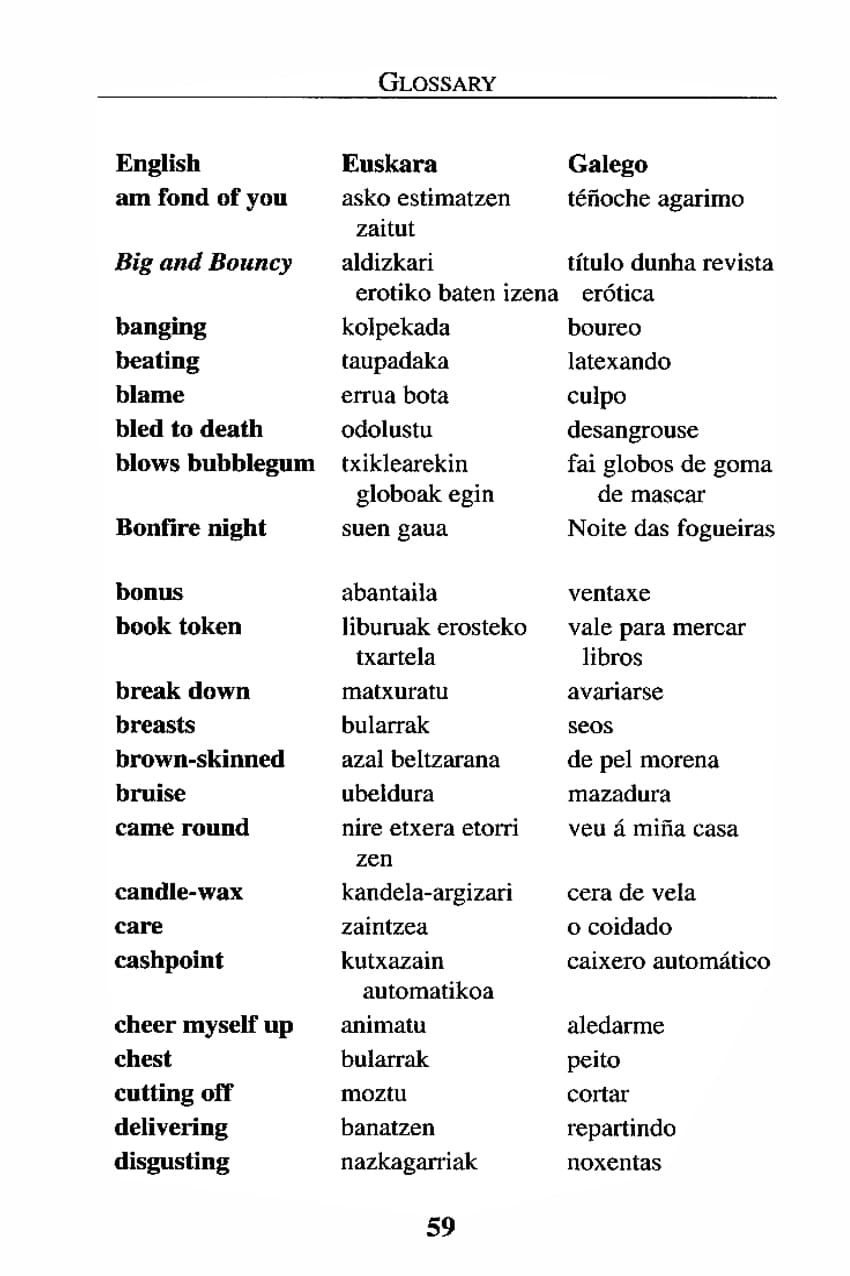 GLOSSARY
English Euskara Galego
am fond of you asko estimatzen téñoche agarimo
zaitut
Big and Bouncy aldizkari título dunha revista
erotiko baten izena erótica
banging kolpekada boureo
beating taupadaka latexando
blame errua bota culpo
bled to death odolustu desangrouse
blows bubblegum txiklearekin fai globos de goma
globoak egin de mascar
Bonfire night suen gaua Noite das fogueiras
bonus abantaila ventaxe
book token liburuak erosteko vale para mercar
txartela libros
break down matxuratu avariarse
breasts bularrak seos
brown-skinned azal beltzarana de pel morena
bruise ubeldura mazadura
came round nire etxera etorri veu á miña casa
zen
candle-wax kandela-argizari cera de vela
care zaintzea o coidado
cashpoint kutxazain caixero automático
automatikoa
cheer myself up animatu aledarme
chest bularrak peito
cutting off moztu cortar
delivering banatzen repartindo
disgusting nazkagarriak noxentas
59